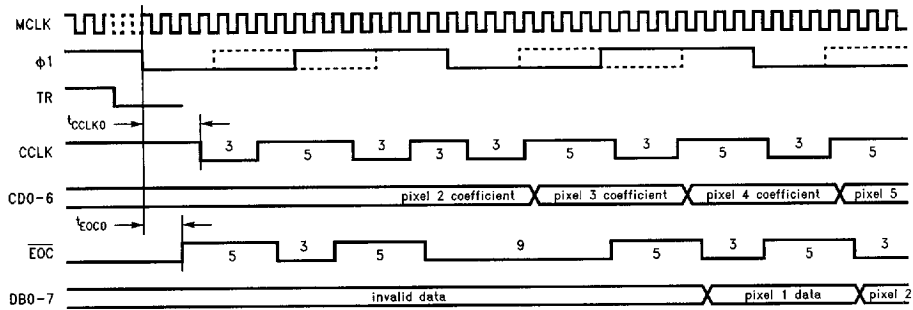 MCLK
ϕ1
TR
tCCLK0
CCLK 3 5 3 3 3 5 3 5 3 5
CD0-6 pixel 2 coefficient pixel 3 coefficient pixel 4 coefficient pixel 5
tEOC0
EOC 5 3 5 9 5 3 5 3
DB0-7 invalid data pixel 1 data pixel 2